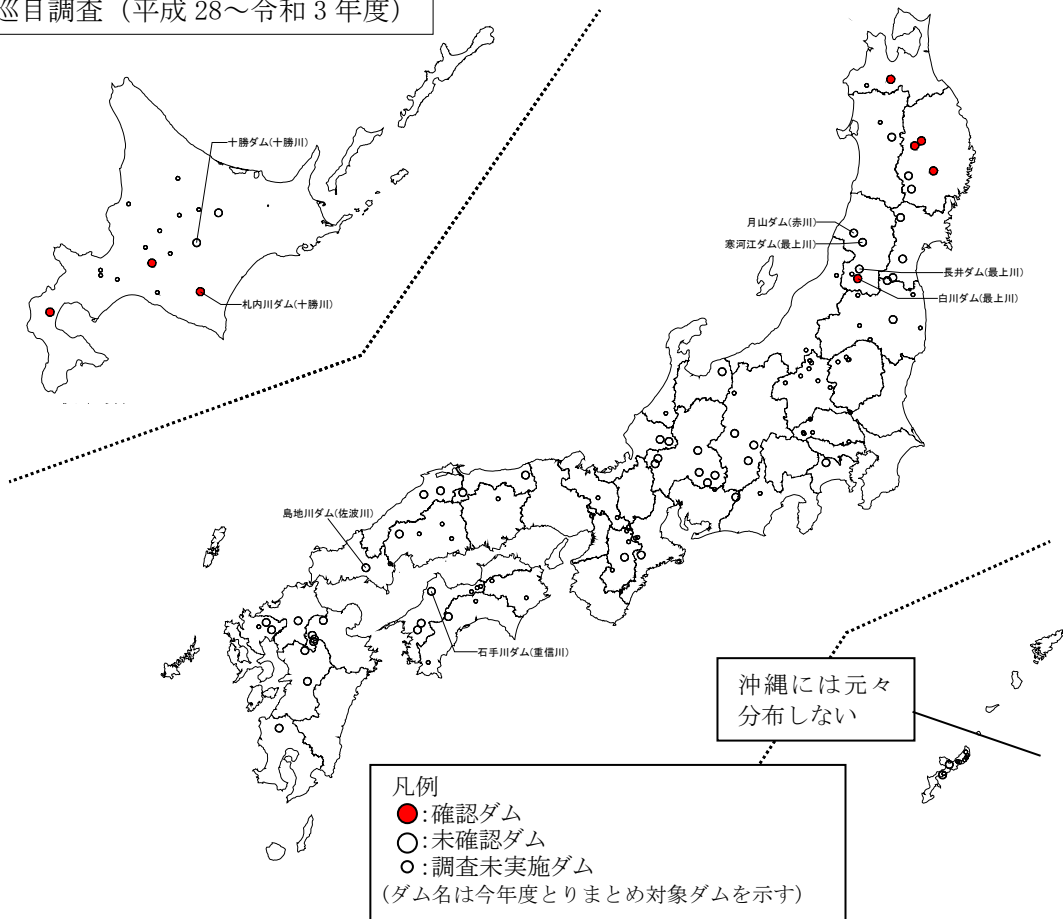 巡目調査（平成 28～令和 3 年度）
十勝ダム(十勝川)
札内川ダム(十勝川)
月山ダム(赤川)
寒河江ダム(最上川)
長井ダム(最上川)
白川ダム(最上川)
島地川ダム(佐波川)
石手川ダム(重信川)
沖縄には元々
分布しない
凡例
：確認ダム
：未確認ダム
：調査未実施ダム
(ダム名は今年度とりまとめ対象ダムを示す)